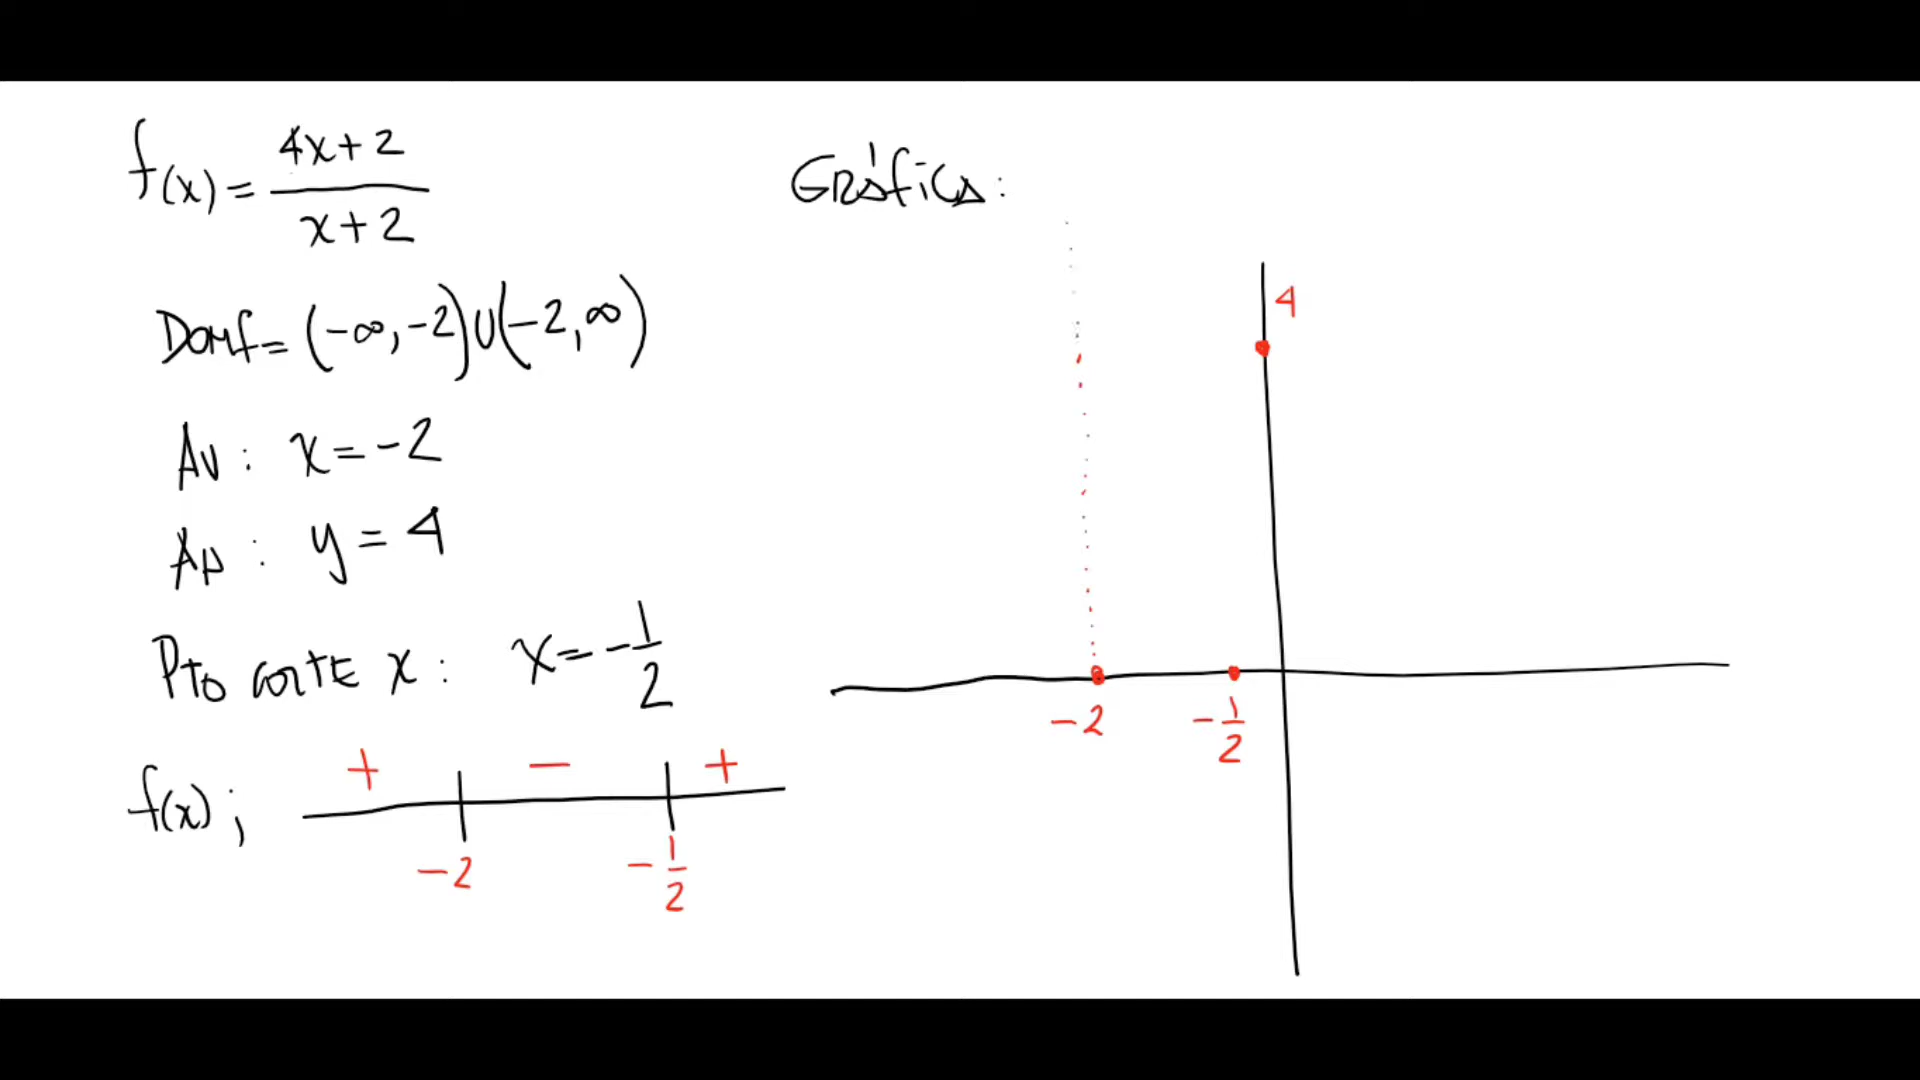 f(x) = 4x+2
x+2
Domf = (-∞,-2)∪(-2,∞)
Av : x = -2
AH : y = 4
Pto corte x : x = -1/2
f(x) ;
+ - +
-2 -1/2
Gráfica:
4
-2 -1/2